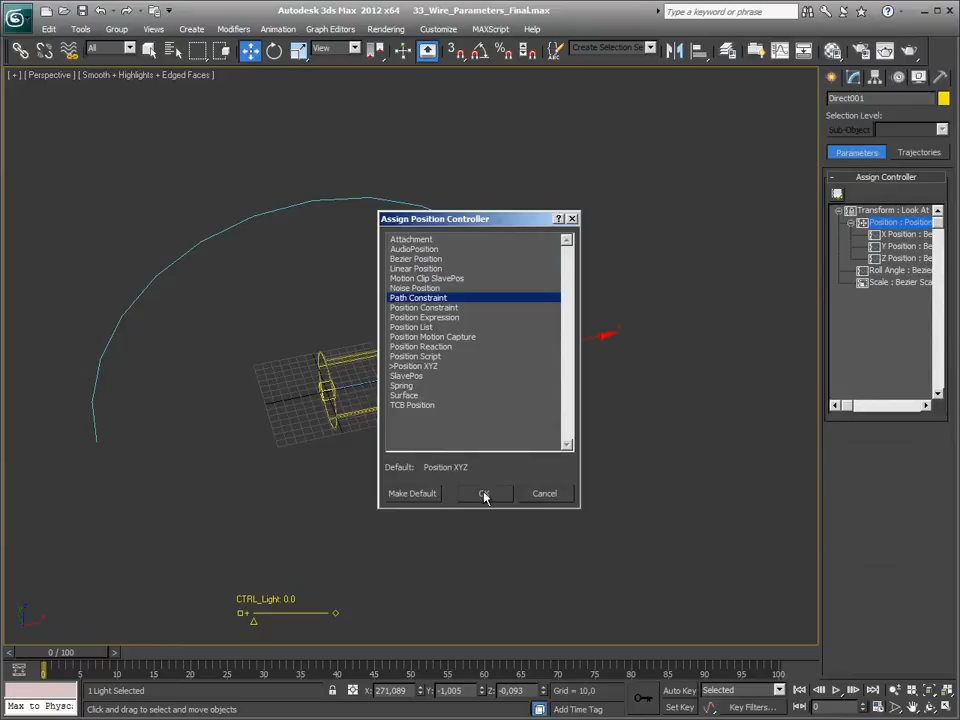 Autodesk 3ds Max 2012 x64 33_Wire_Parameters_Final.max
Type a keyword or phrase
Edit Tools Group Views Create Modifiers Animation Graph Editors Rendering Customize MAXScript Help
All View Create Selection Se
[ + ] [ Perspective ] [ Smooth + Highlights + Edged Faces ]
Direct001
Selection Level:
Sub-Object
Parameters Trajectories
- Assign Controller
Transform : Look At
Position : Position
X Position : Be
Y Position : Be
Z Position : Be
Roll Angle : Bezie
Scale : Bezier Sca
Assign Position Controller
Attachment
AudioPosition
Bezier Position
Linear Position
Motion Clip SlavePos
Noise Position
Path Constraint
Position Constraint
Position Expression
Position List
Position Motion Capture
Position Reaction
Position Script
>Position XYZ
SlavePos
Spring
Surface
TCB Position
Default: Position XYZ
Make Default OK Cancel
CTRL_Light: 0.0
0 / 100
0 5 10 15 20 25 30 35 40 45 50 55 60 65 70 75 80 85 90 95 100
1 Light Selected X: 271,089 Y: -1,005 Z: -0,093 Grid = 10,0 Auto Key Selected
Max to Physc Click and drag to select and move objects Add Time Tag Set Key Key Filters... 0